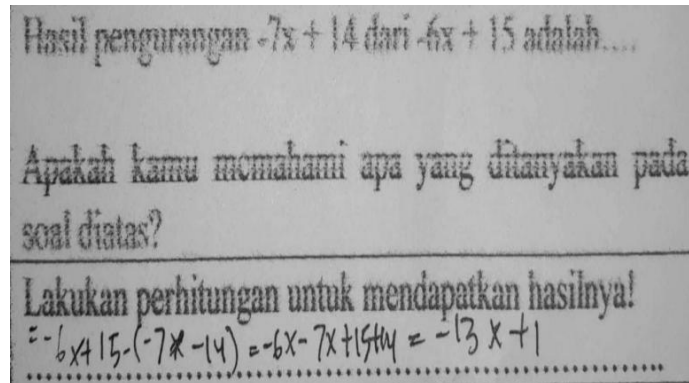 Hasil pengurangan -7x + 14 dari -6x + 15 adalah....
Apakah kamu memahami apa yang ditanyakan pada
soal diatas?
Lakukan perhitungan untuk mendapatkan hasilnya!
= -6x+15-(-7x-14) = -6x-7x+15+14 = -13x+1